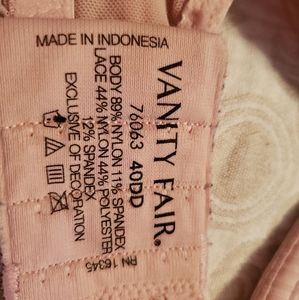 MADE IN INDONESIA
VANITY FAIR®
76063 40DD
BODY 89% NYLON 11% SPANDEX
LACE 44% NYLON 44% POLYESTER
12% SPANDEX
EXCLUSIVE OF DECORATION
RN 16345